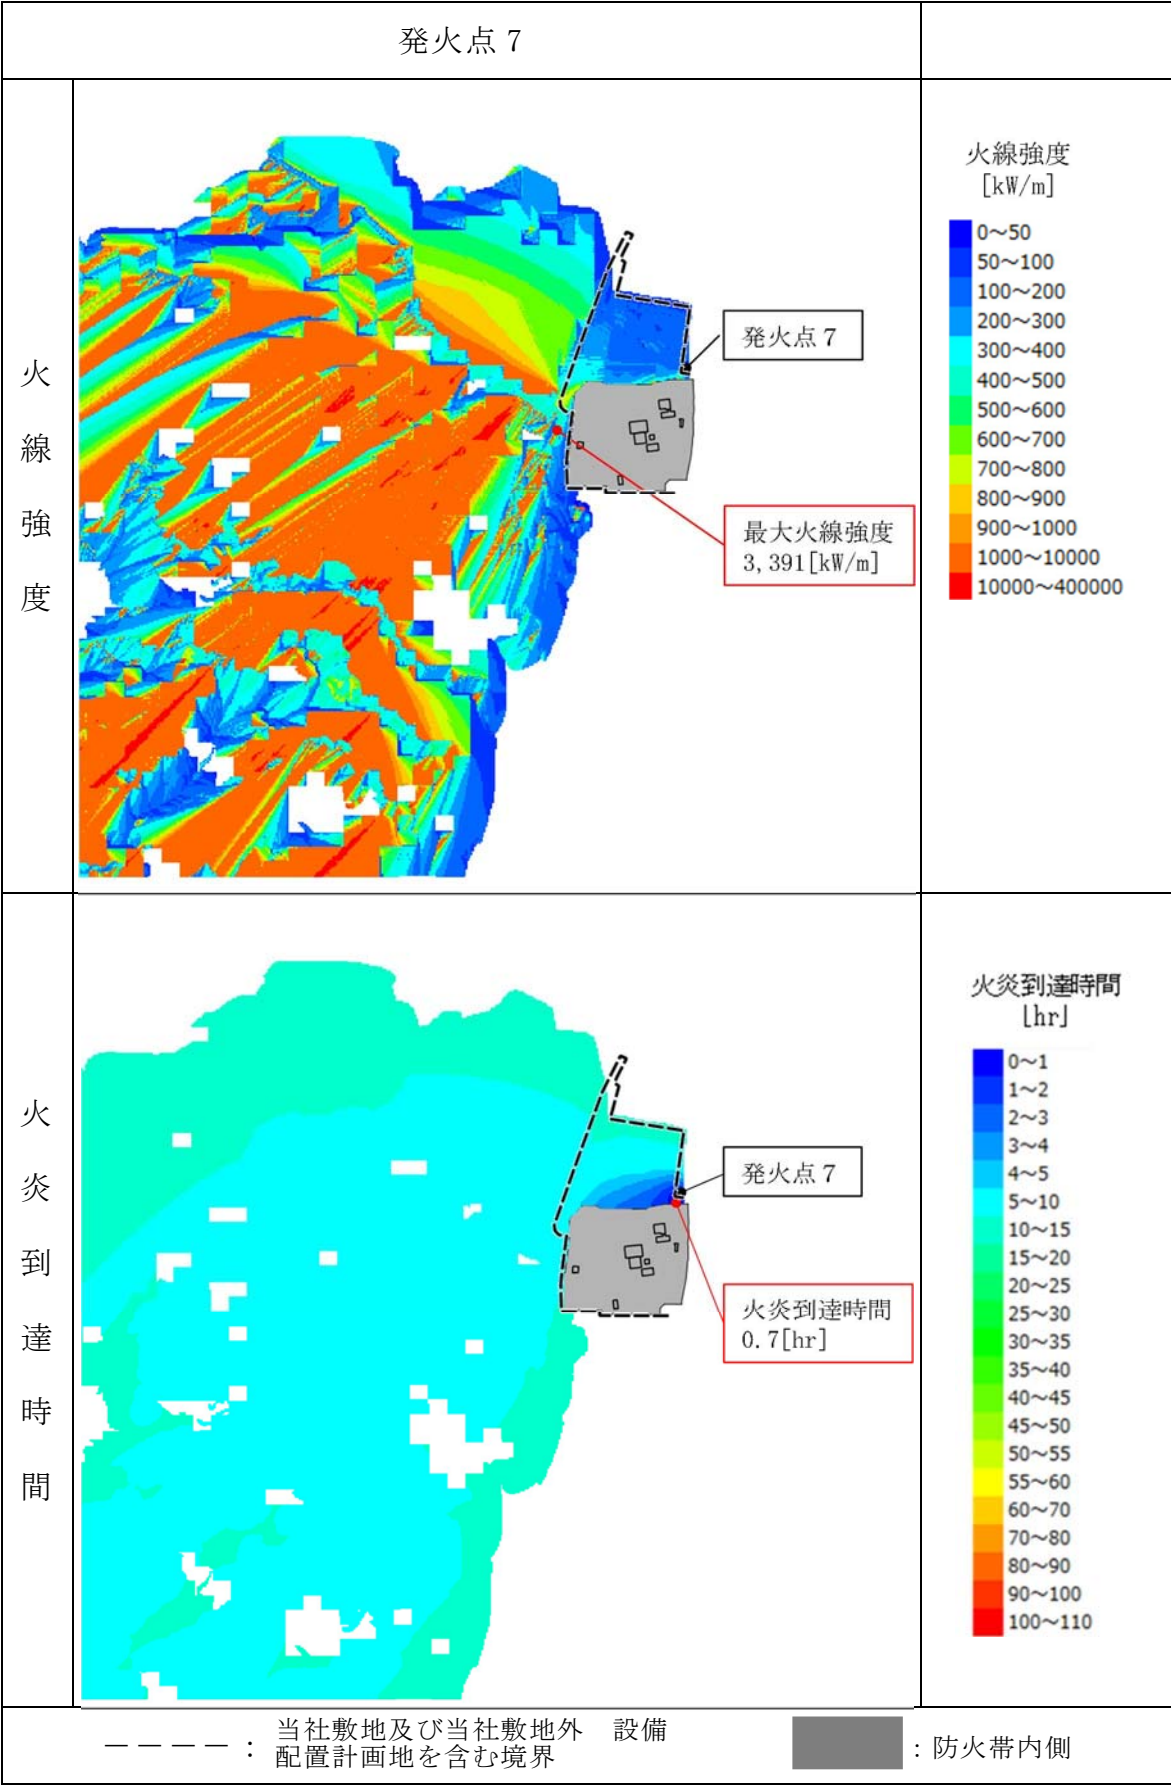 発火点 7
火線強度
火線強度
[kW/m]
0～50
50～100
100～200
200～300
300～400
400～500
500～600
600～700
700～800
800～900
900～1000
1000～10000
10000～400000
発火点 7
最大火線強度
3,391[kW/m]
火炎到達時間
火炎到達時間
[hr]
0～1
1～2
2～3
3～4
4～5
5～10
10～15
15～20
20～25
25～30
30～35
35～40
40～45
45～50
50～55
55～60
60～70
70～80
80～90
90～100
100～110
発火点 7
火炎到達時間
0.7[hr]
：当社敷地及び当社敷地外　設備
配置計画地を含む境界
：防火帯内側